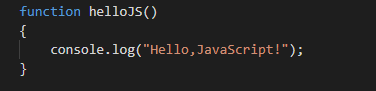 function helloJS()
{
    console.log("Hello,JavaScript!");
}